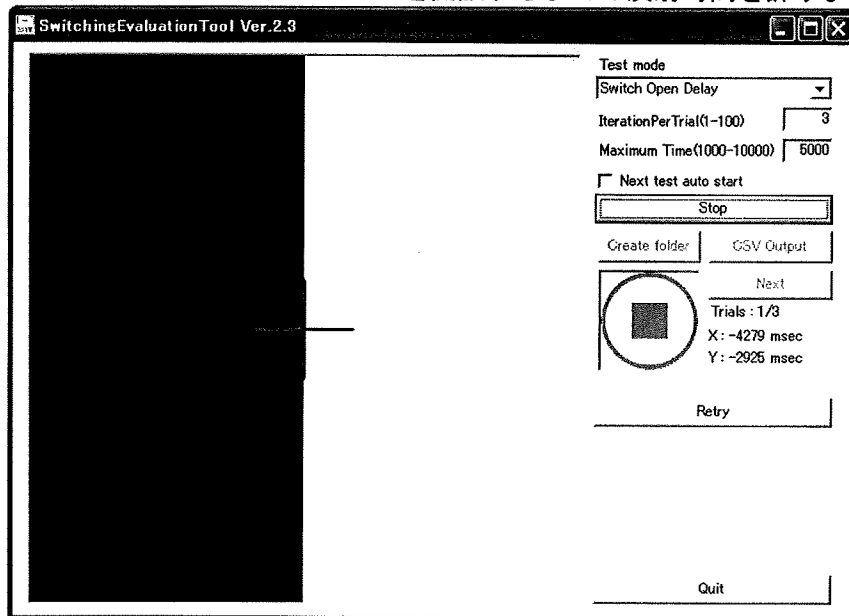 SwitchingEvaluationTool Ver.2.3
Test mode
Switch Open Delay
IterationPerTrial(1-100) 3
Maximum Time(1000-10000) 5000
Next test auto start
Stop
Create folder CSV Output
Next
Trials : 1/3
X : -4279 msec
Y : -2925 msec
Retry
Quit